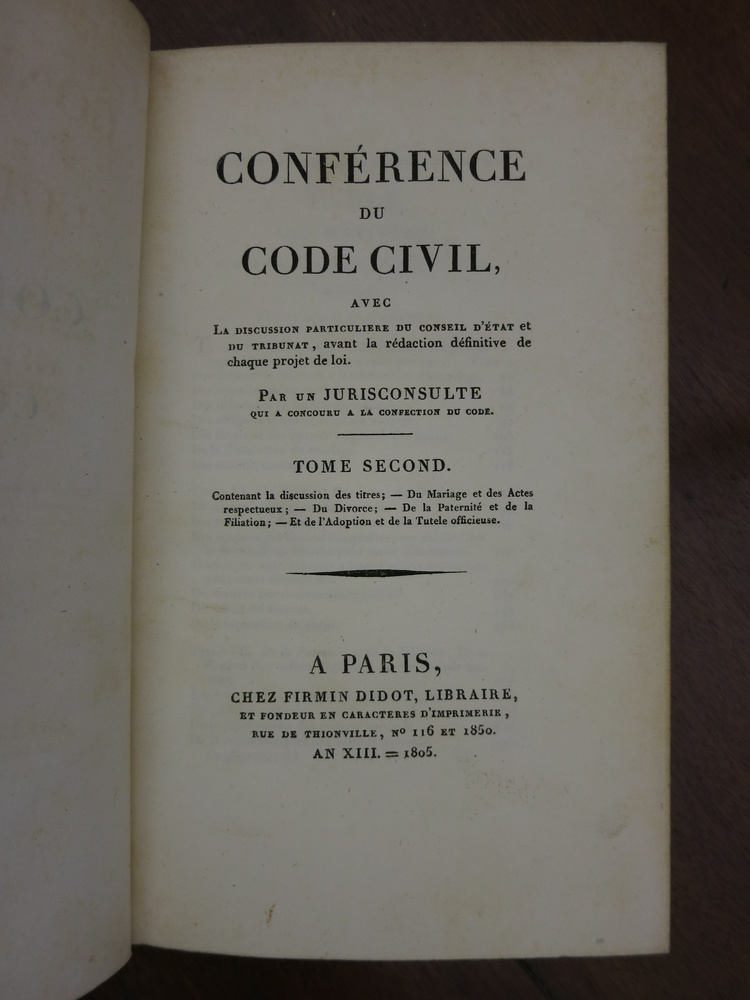 CONFÉRENCE
DU
CODE CIVIL,
AVEC
LA DISCUSSION PARTICULIERE DU CONSEIL D'ÉTAT et
DU TRIBUNAT, avant la rédaction définitive de
chaque projet de loi.
PAR UN JURISCONSULTE
QUI A CONCOURU A LA CONFECTION DU CODE.
TOME SECOND.
Contenant la discussion des titres; — Du Mariage et des Actes
respectueux; — Du Divorce; — De la Paternité et de la
Filiation; — Et de l'Adoption et de la Tutele officieuse.
A PARIS,
CHEZ FIRMIN DIDOT, LIBRAIRE,
ET FONDEUR EN CARACTERES D'IMPRIMERIE,
RUE DE THIONVILLE, Nº 116 ET 1850.
AN XIII. = 1805.